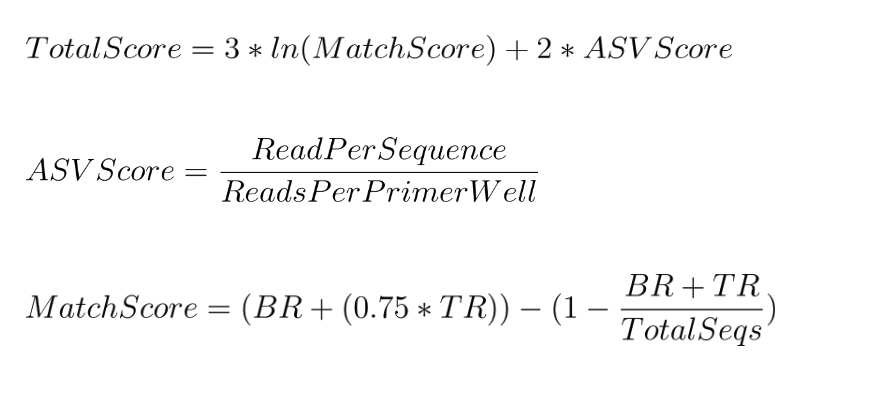 TotalScore = 3 * ln(MatchScore) + 2 * ASVScore
ASVScore = ReadPerSequence / ReadsPerPrimerWell
MatchScore = (BR + (0.75 * TR)) − (1 − (BR + TR) / TotalSeqs)